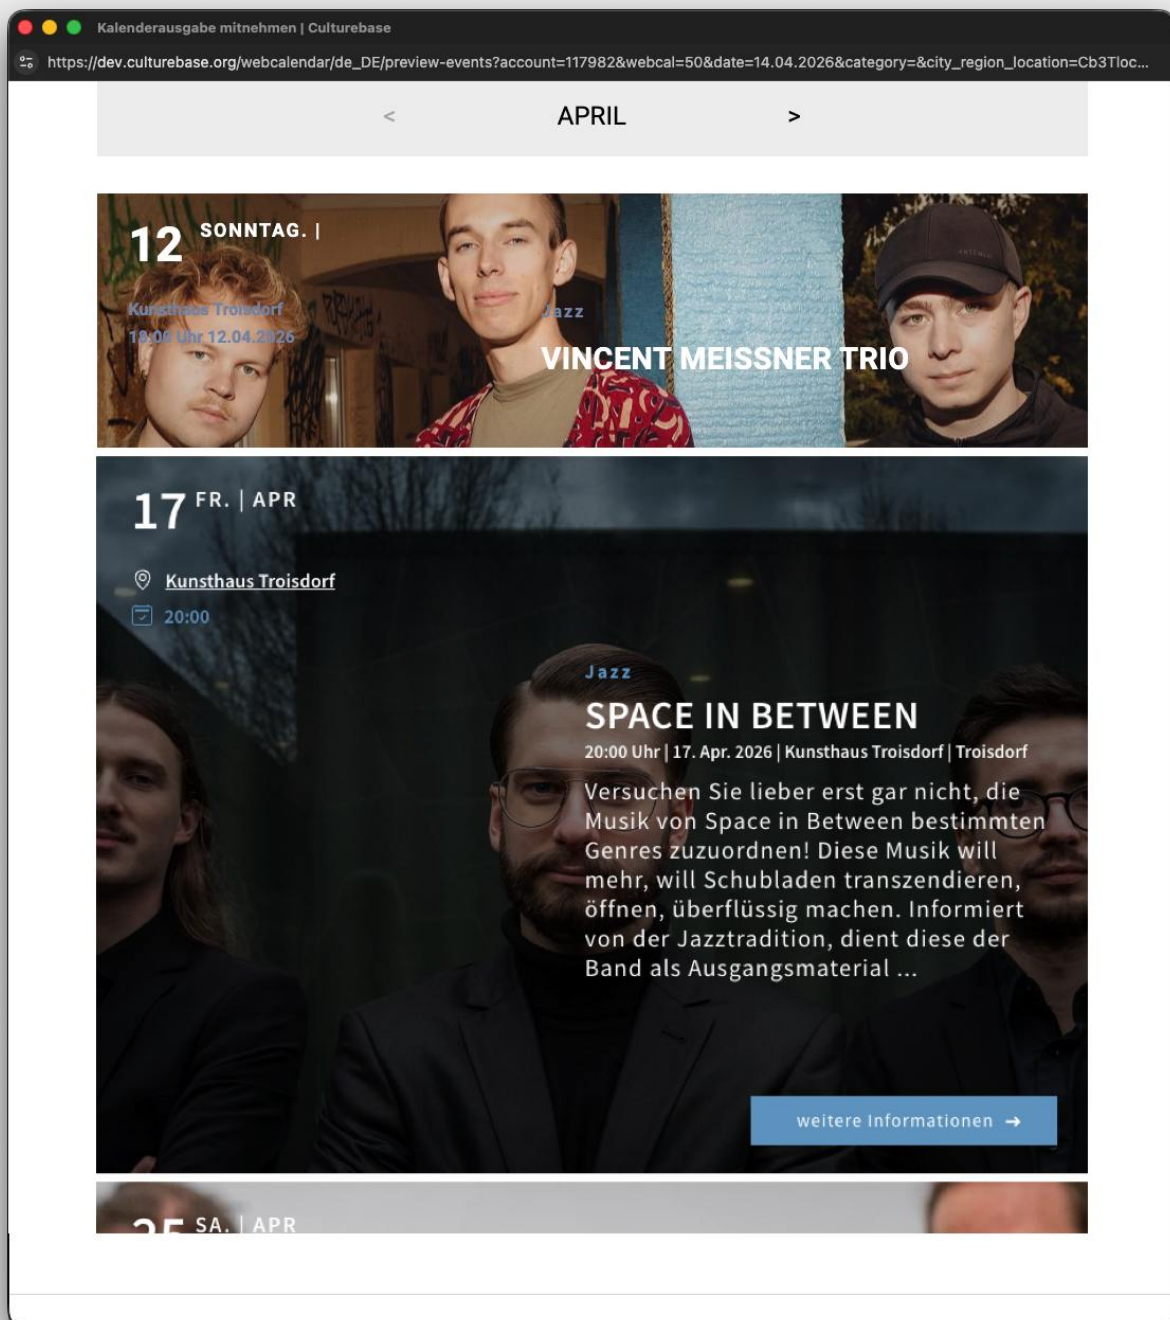 Kalenderausgabe mitnehmen | Culturebase
https://dev.culturebase.org/webcalendar/de_DE/preview-events?account=117982&webcal=50&date=14.04.2026&category=&city_region_location=Cb3Tloc...
< APRIL >
12 SONNTAG. |
Kunsthaus Troisdorf
18:00 Uhr 12.04.2026
Jazz
VINCENT MEISSNER TRIO
17 FR. | APR
Kunsthaus Troisdorf
20:00
Jazz
SPACE IN BETWEEN
20:00 Uhr | 17. Apr. 2026 | Kunsthaus Troisdorf | Troisdorf
Versuchen Sie lieber erst gar nicht, die
Musik von Space in Between bestimmten
Genres zuzuordnen! Diese Musik will
mehr, will Schubladen transzendieren,
öffnen, überflüssig machen. Informiert
von der Jazztradition, dient diese der
Band als Ausgangsmaterial ...
weitere Informationen →
25 SA. | APR